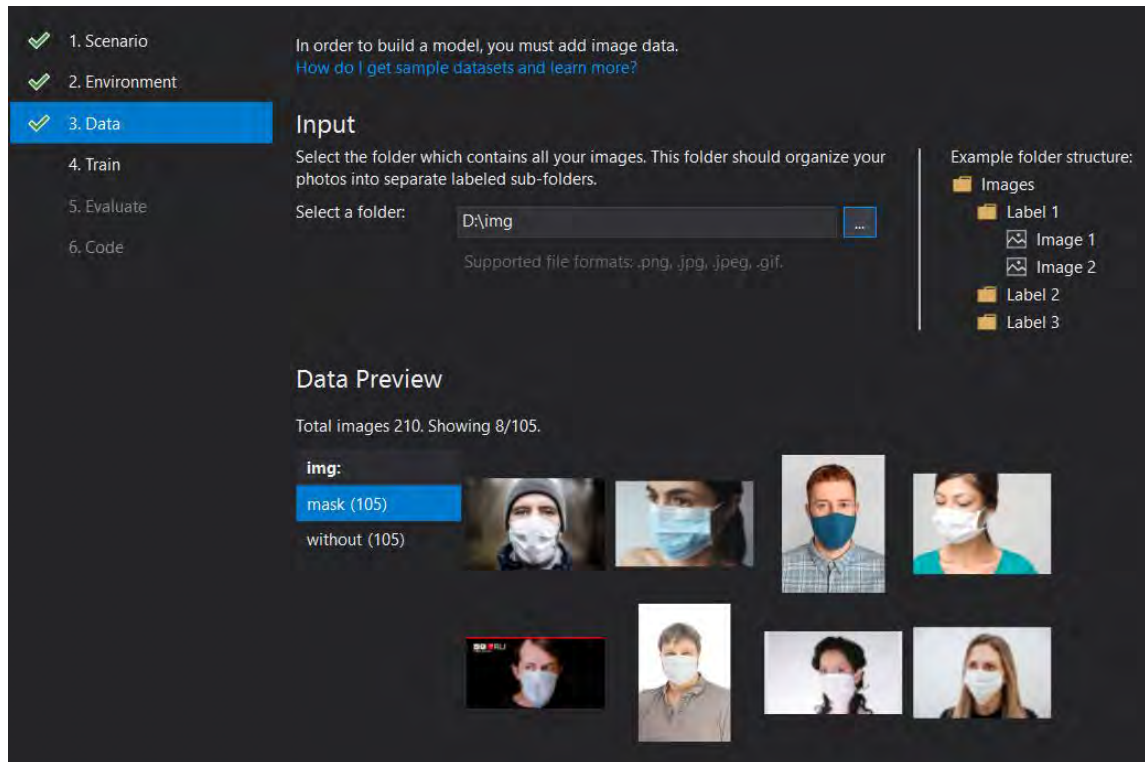 1. Scenario
2. Environment
3. Data
4. Train
5. Evaluate
6. Code
In order to build a model, you must add image data.
How do I get sample datasets and learn more?
Input
Select the folder which contains all your images. This folder should organize your
photos into separate labeled sub-folders.
Select a folder:
D:\img
...
Supported file formats: .png, .jpg, .jpeg, .gif.
Example folder structure:
Images
Label 1
Image 1
Image 2
Label 2
Label 3
Data Preview
Total images 210. Showing 8/105.
img:
mask (105)
without (105)